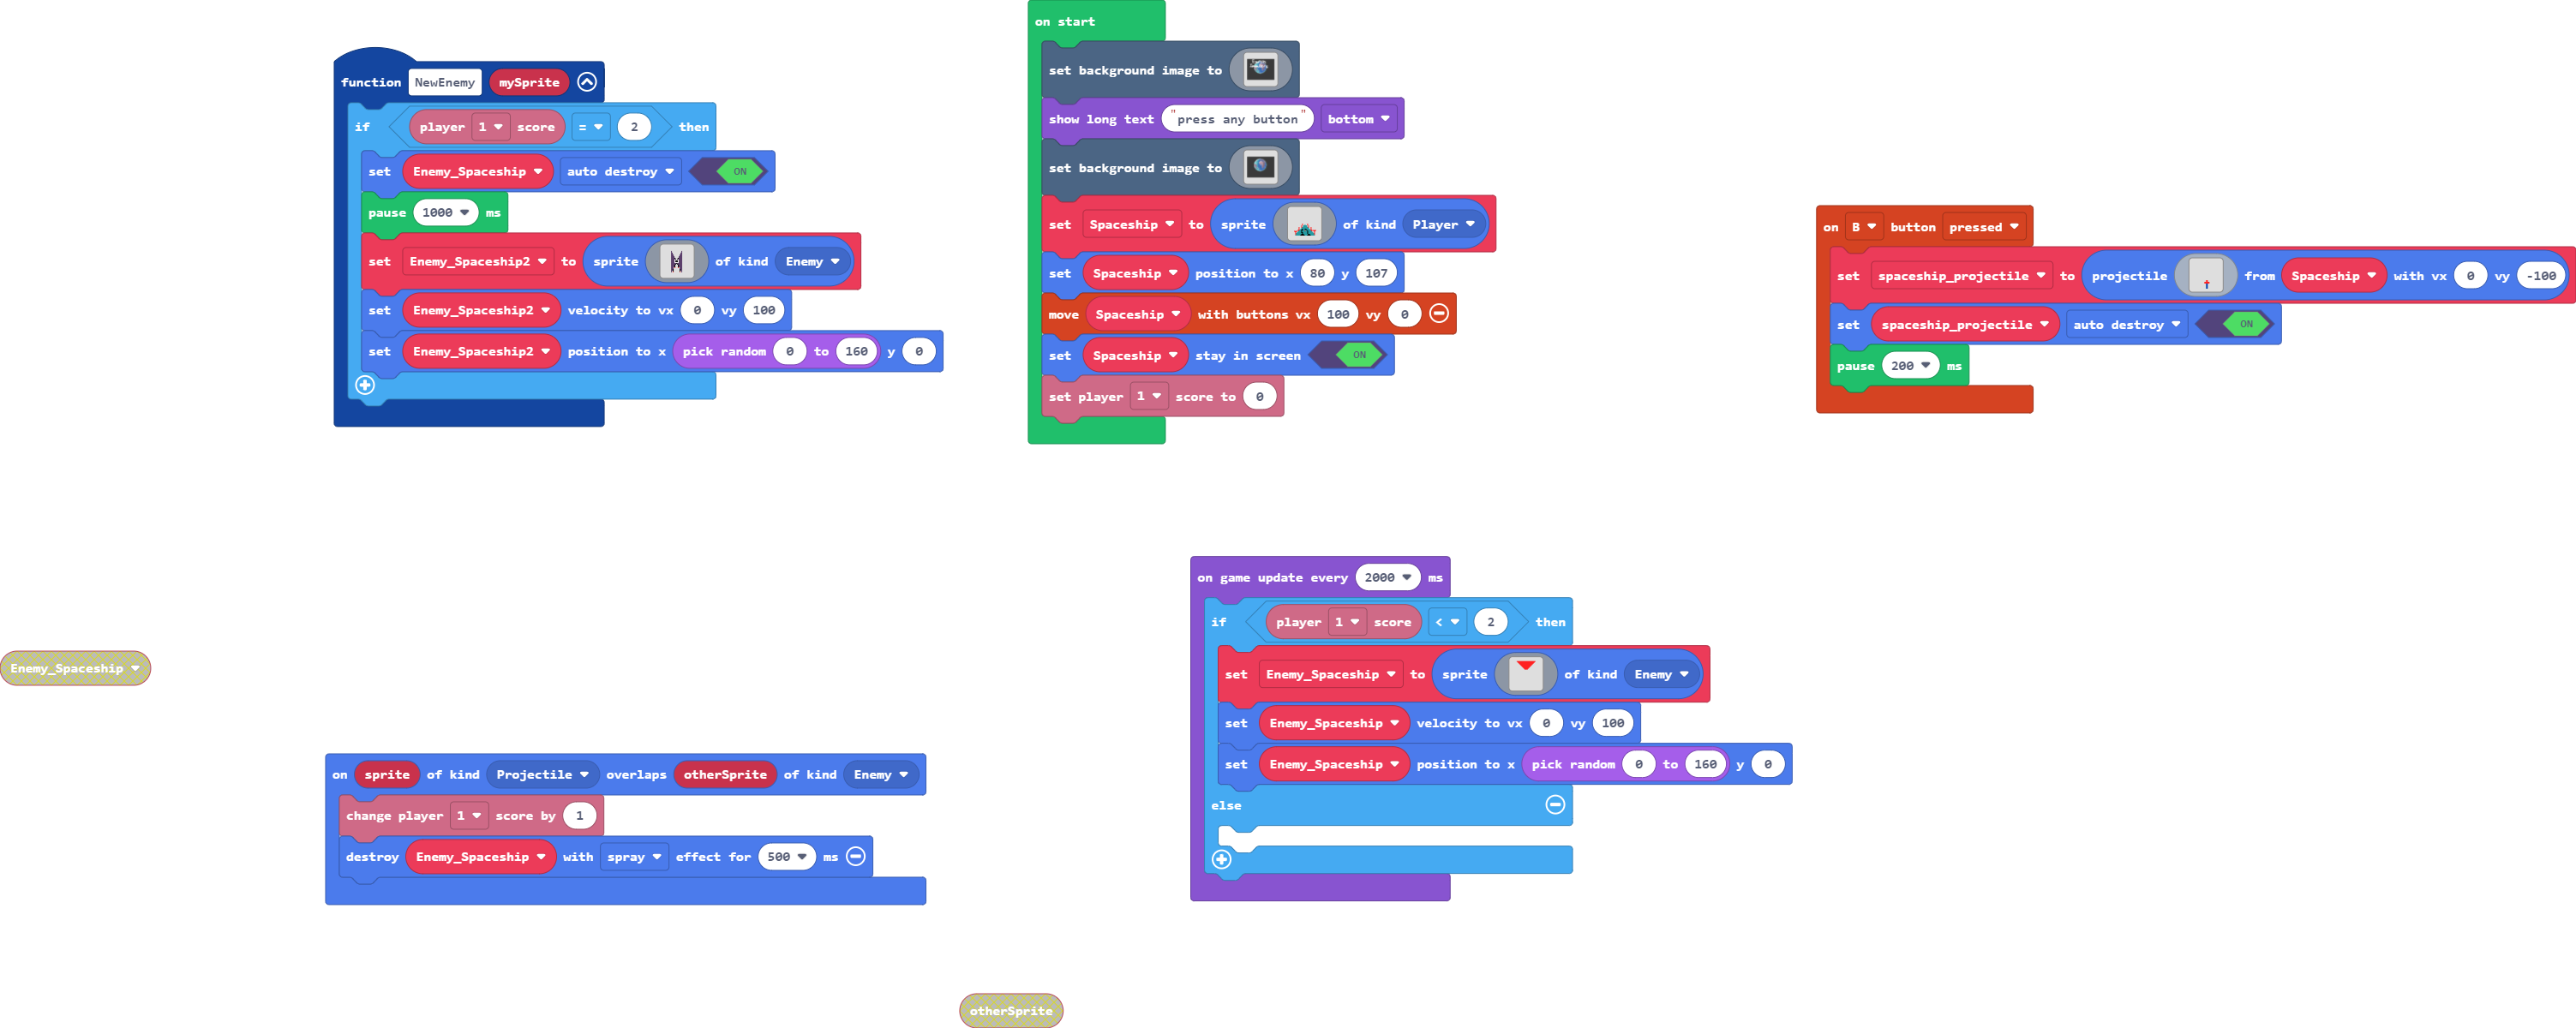 function NewEnemy mySprite
if player 1 score = 2 then
set Enemy_Spaceship auto destroy ON
pause 1000 ms
set Enemy_Spaceship2 to sprite of kind Enemy
set Enemy_Spaceship2 velocity to vx 0 vy 100
set Enemy_Spaceship2 position to x pick random 0 to 160 y 0
on start
set background image to
show long text "press any button" bottom
set background image to
set Spaceship to sprite of kind Player
set Spaceship position to x 80 y 107
move Spaceship with buttons vx 100 vy 0
set Spaceship stay in screen ON
set player 1 score to 0
on B button pressed
set spaceship_projectile to projectile from Spaceship with vx 0 vy -100
set spaceship_projectile auto destroy ON
pause 200 ms
Enemy_Spaceship
on sprite of kind Projectile overlaps otherSprite of kind Enemy
change player 1 score by 1
destroy Enemy_Spaceship with spray effect for 500 ms
on game update every 2000 ms
if player 1 score < 2 then
set Enemy_Spaceship to sprite of kind Enemy
set Enemy_Spaceship velocity to vx 0 vy 100
set Enemy_Spaceship position to x pick random 0 to 160 y 0
else
otherSprite